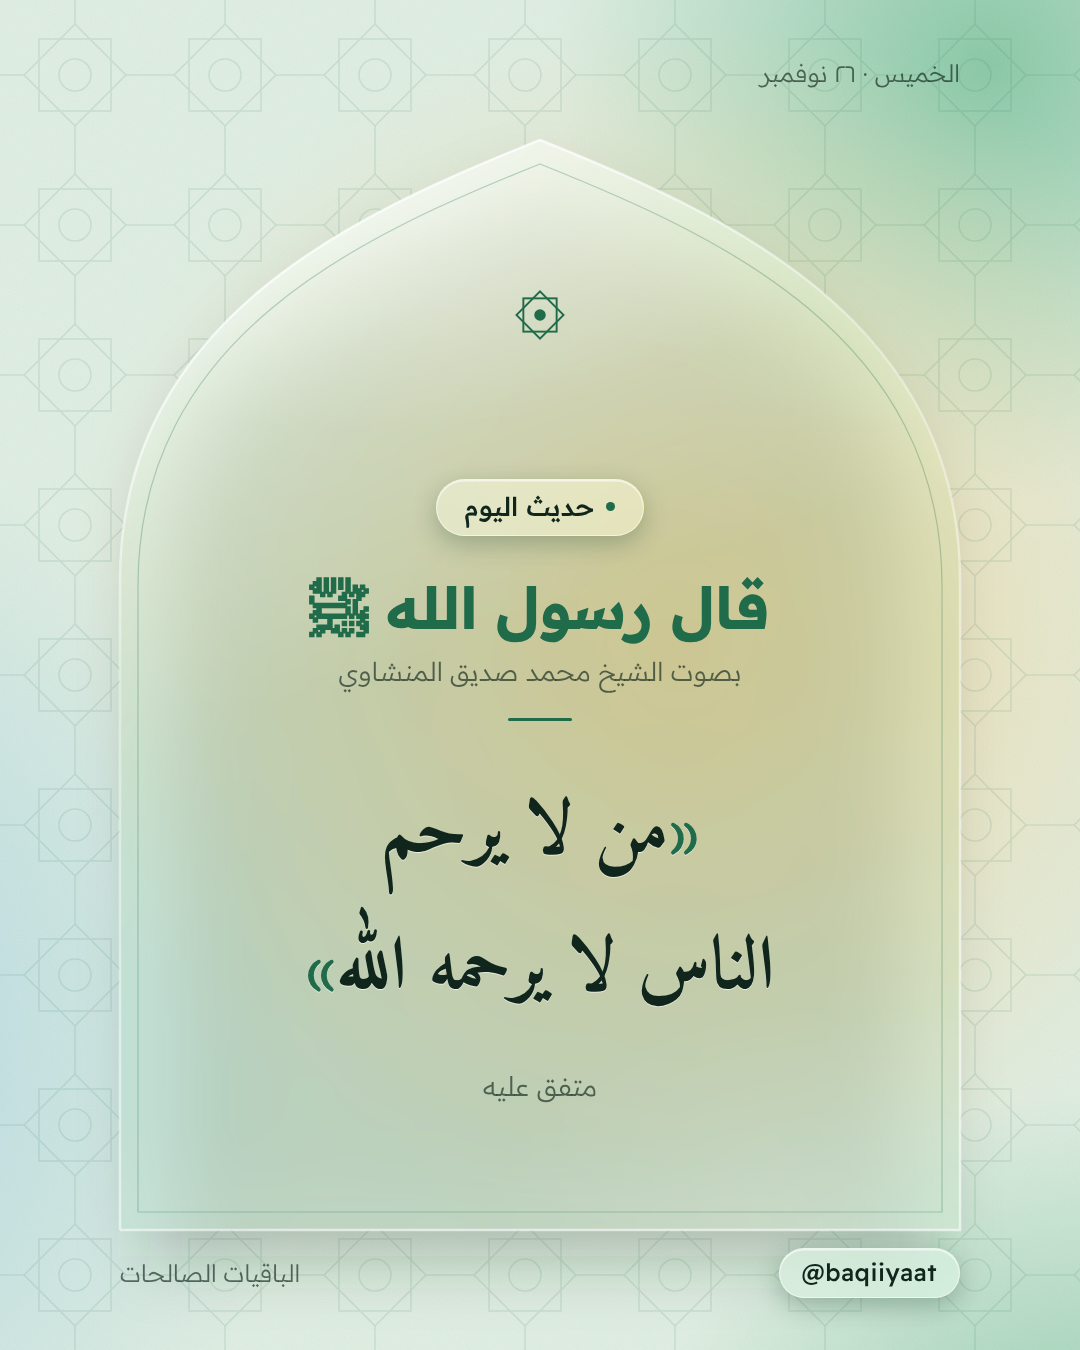 الخميس · ٢٦ نوفمبر
حديث اليوم
قال رسول الله ﷺ
بصوت الشيخ محمد صديق المنشاوي
«من لا يرحم
الناس لا يرحمه الله»
متفق عليه
@baqiiyaat
الباقيات الصالحات